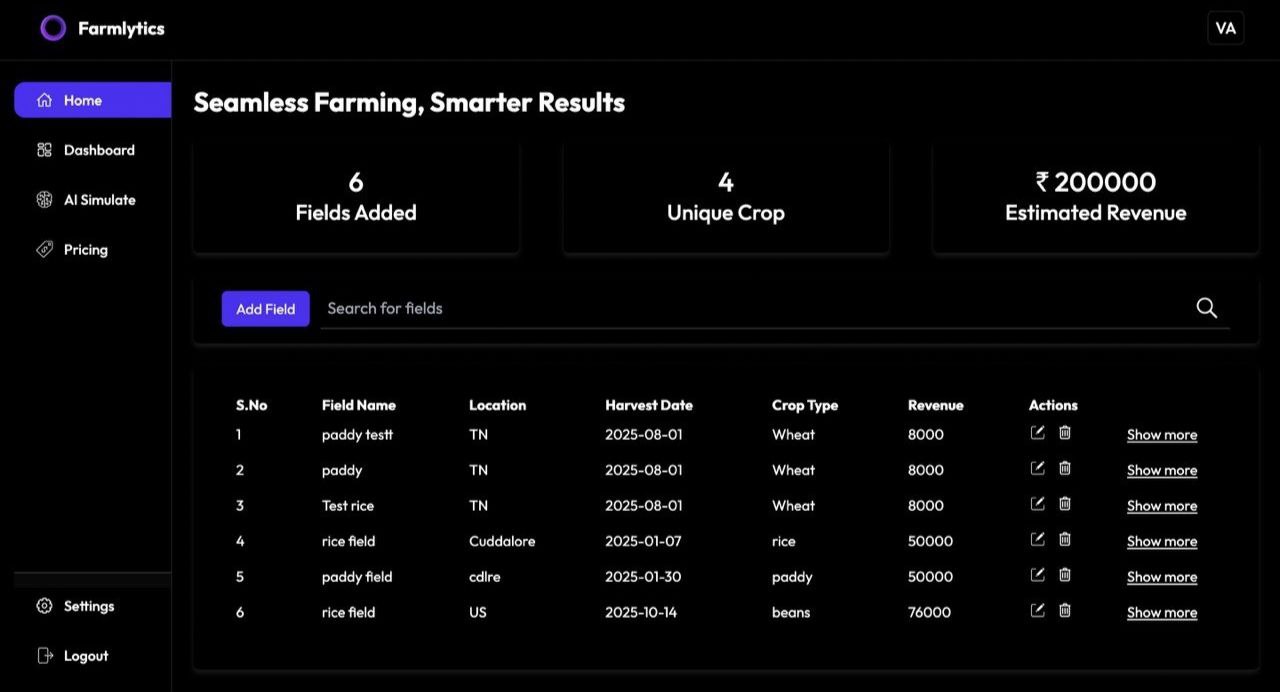 Farmlytics
VA
Home
Dashboard
AI Simulate
Pricing
Settings
Logout
Seamless Farming, Smarter Results
6
Fields Added
4
Unique Crop
₹ 200000
Estimated Revenue
Add Field Search for fields
S.No Field Name Location Harvest Date Crop Type Revenue Actions
1 paddy testt TN 2025-08-01 Wheat 8000 Show more
2 paddy TN 2025-08-01 Wheat 8000 Show more
3 Test rice TN 2025-08-01 Wheat 8000 Show more
4 rice field Cuddalore 2025-01-07 rice 50000 Show more
5 paddy field cdlre 2025-01-30 paddy 50000 Show more
6 rice field US 2025-10-14 beans 76000 Show more